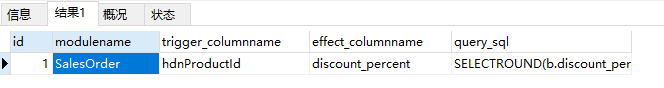 信息 结果1 概况 状态
id modulename trigger_columnname effect_columnname query_sql
1 SalesOrder hdnProductId discount_percent SELECTROUND(b.discount_per